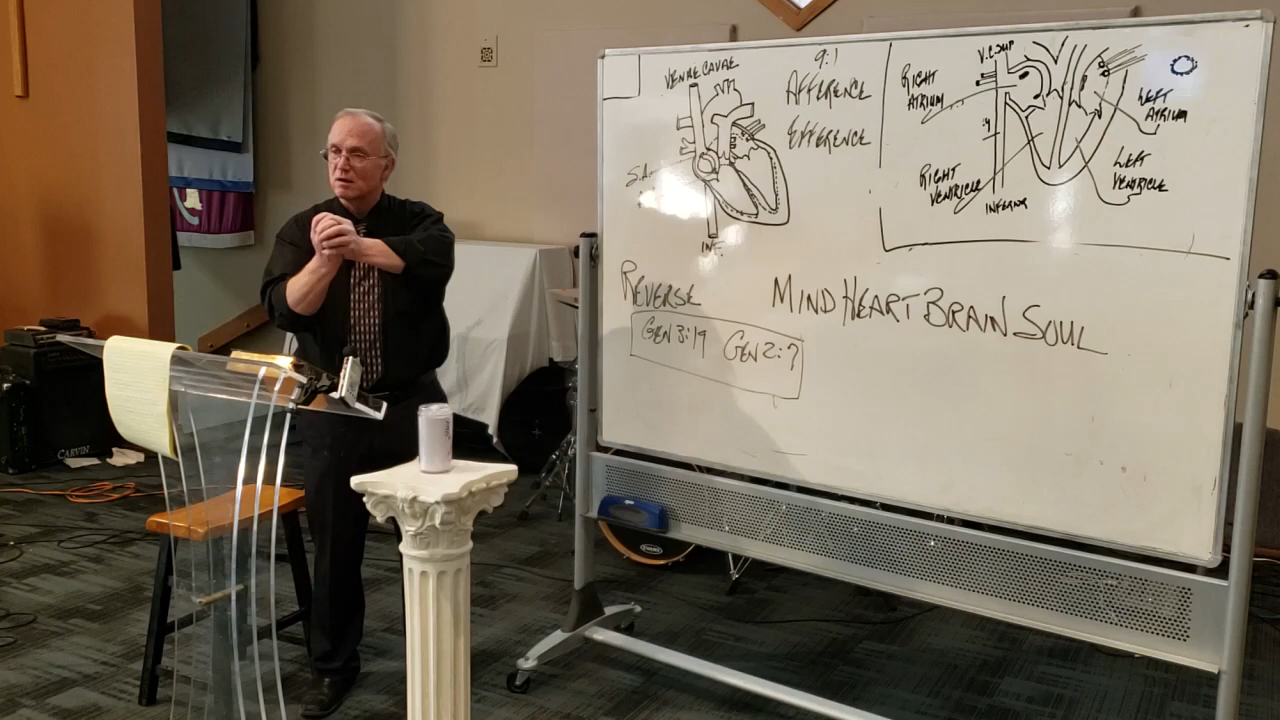 VENAE CAVAE
9:1
AFFERENCE
EFFERENCE
S.A.
INF.
V.C. SUP
RIGHT
ATRIUM
LEFT
ATRIUM
RIGHT
VENTRICLE
LEFT
VENTRICLE
INFERIOR
REVERSE
GEN 3:19 GEN 2:7
MIND HEART BRAIN SOUL
CARVIN
EVANS